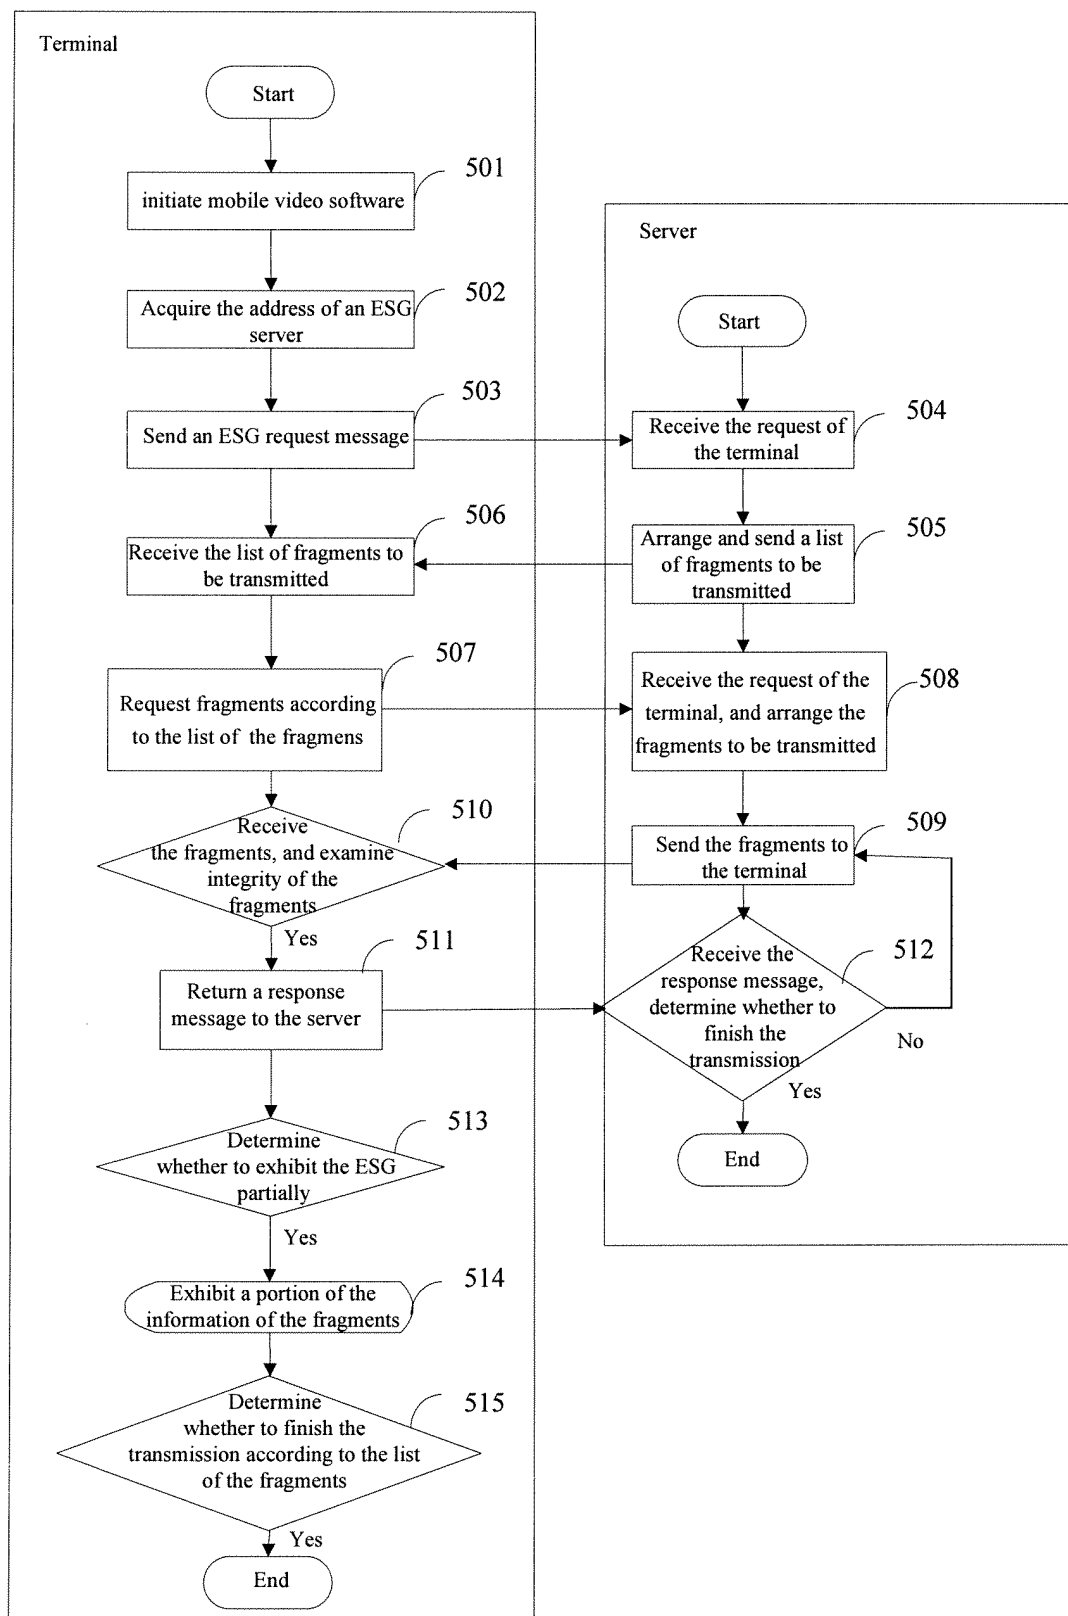 Terminal
Start
501
initiate mobile video software
502
Acquire the address of an ESG
server
503
Send an ESG request message
506
Receive the list of fragments to
be transmitted
507
Request fragments according
to the list of the fragmens
510
Receive
the fragments, and examine
integrity of the
fragments
Yes
511
Return a response
message to the server
513
Determine
whether to exhibit the ESG
partially
Yes
514
Exhibit a portion of the
information of the fragments
515
Determine
whether to finish the
transmission according to the list
of the fragments
Yes
End
Server
Start
504
Receive the request of
the terminal
505
Arrange and send a list
of fragments to be
transmitted
508
Receive the request of the
terminal, and arrange the
fragments to be transmitted
509
Send the fragments to
the terminal
512
Receive the
response message,
determine whether to
finish the
transmission
No
Yes
End